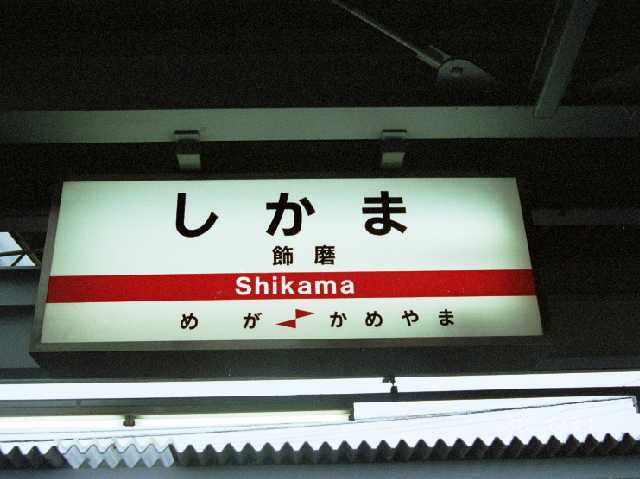 しかま
飾磨
Shikama
めが かめやま